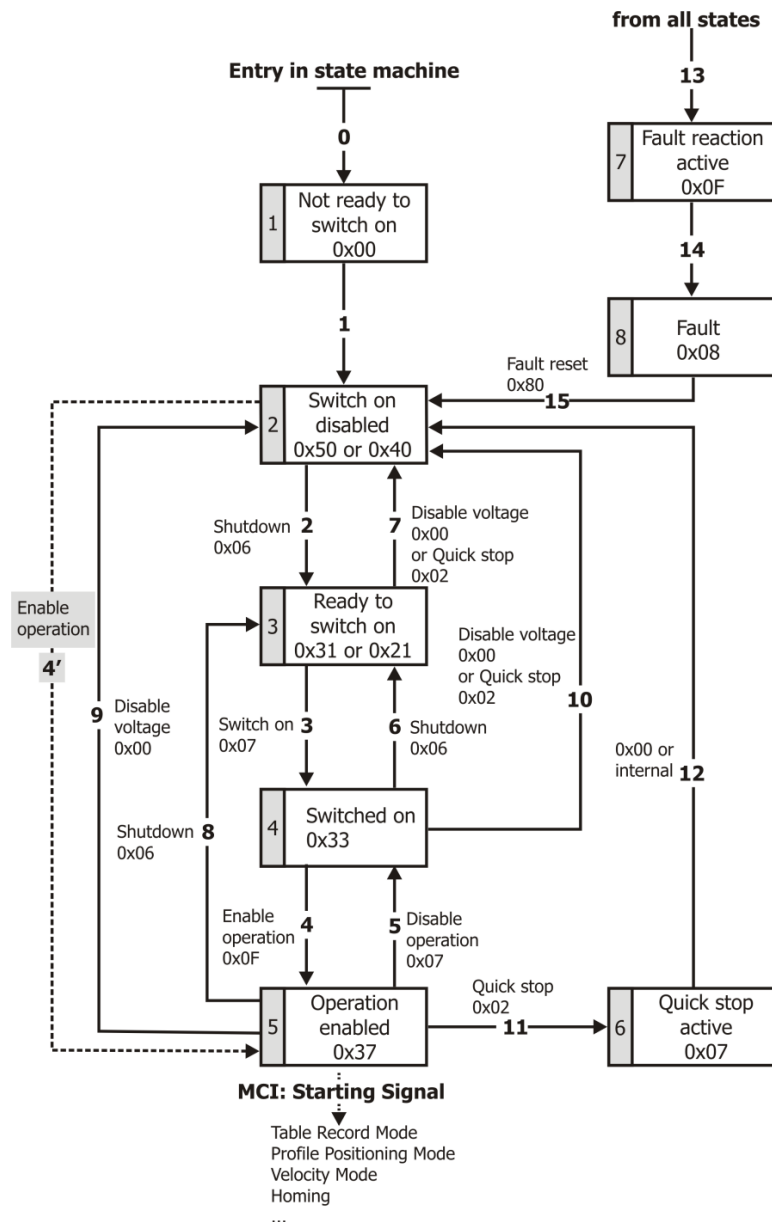 from all states
13
Entry in state machine
0
7
Fault reaction
active
0x0F
1
Not ready to
switch on
0x00
14
1
8
Fault
0x08
Fault reset
0x80
15
2
Switch on
disabled
0x50 or 0x40
Shutdown
0x06
2
7
Disable voltage
0x00
or Quick stop
0x02
Enable
operation
4’
3
Ready to
switch on
0x31 or 0x21
Disable voltage
0x00
or Quick stop
0x02
10
9
Disable
voltage
0x00
Switch on
0x07
3
6
Shutdown
0x06
0x00 or
internal
12
Shutdown
0x06
8
4
Switched on
0x33
Enable
operation
0x0F
4
5
Disable
operation
0x07
Quick stop
0x02
11
5
Operation
enabled
0x37
6
Quick stop
active
0x07
MCI: Starting Signal
Table Record Mode
Profile Positioning Mode
Velocity Mode
Homing
...